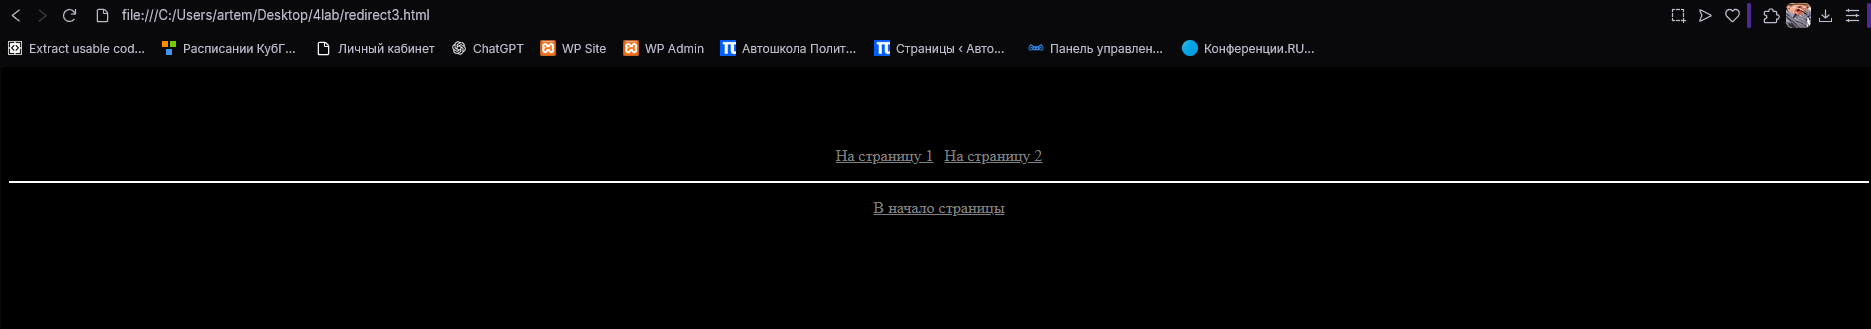 file:///C:/Users/artem/Desktop/4lab/redirect3.html
Extract usable cod... Расписании КубГ... Личный кабинет ChatGPT WP Site WP Admin Автошкола Полит... Страницы ‹ Авто... Панель управлен... Конференции.RU...
На страницу 1 На страницу 2
В начало страницы